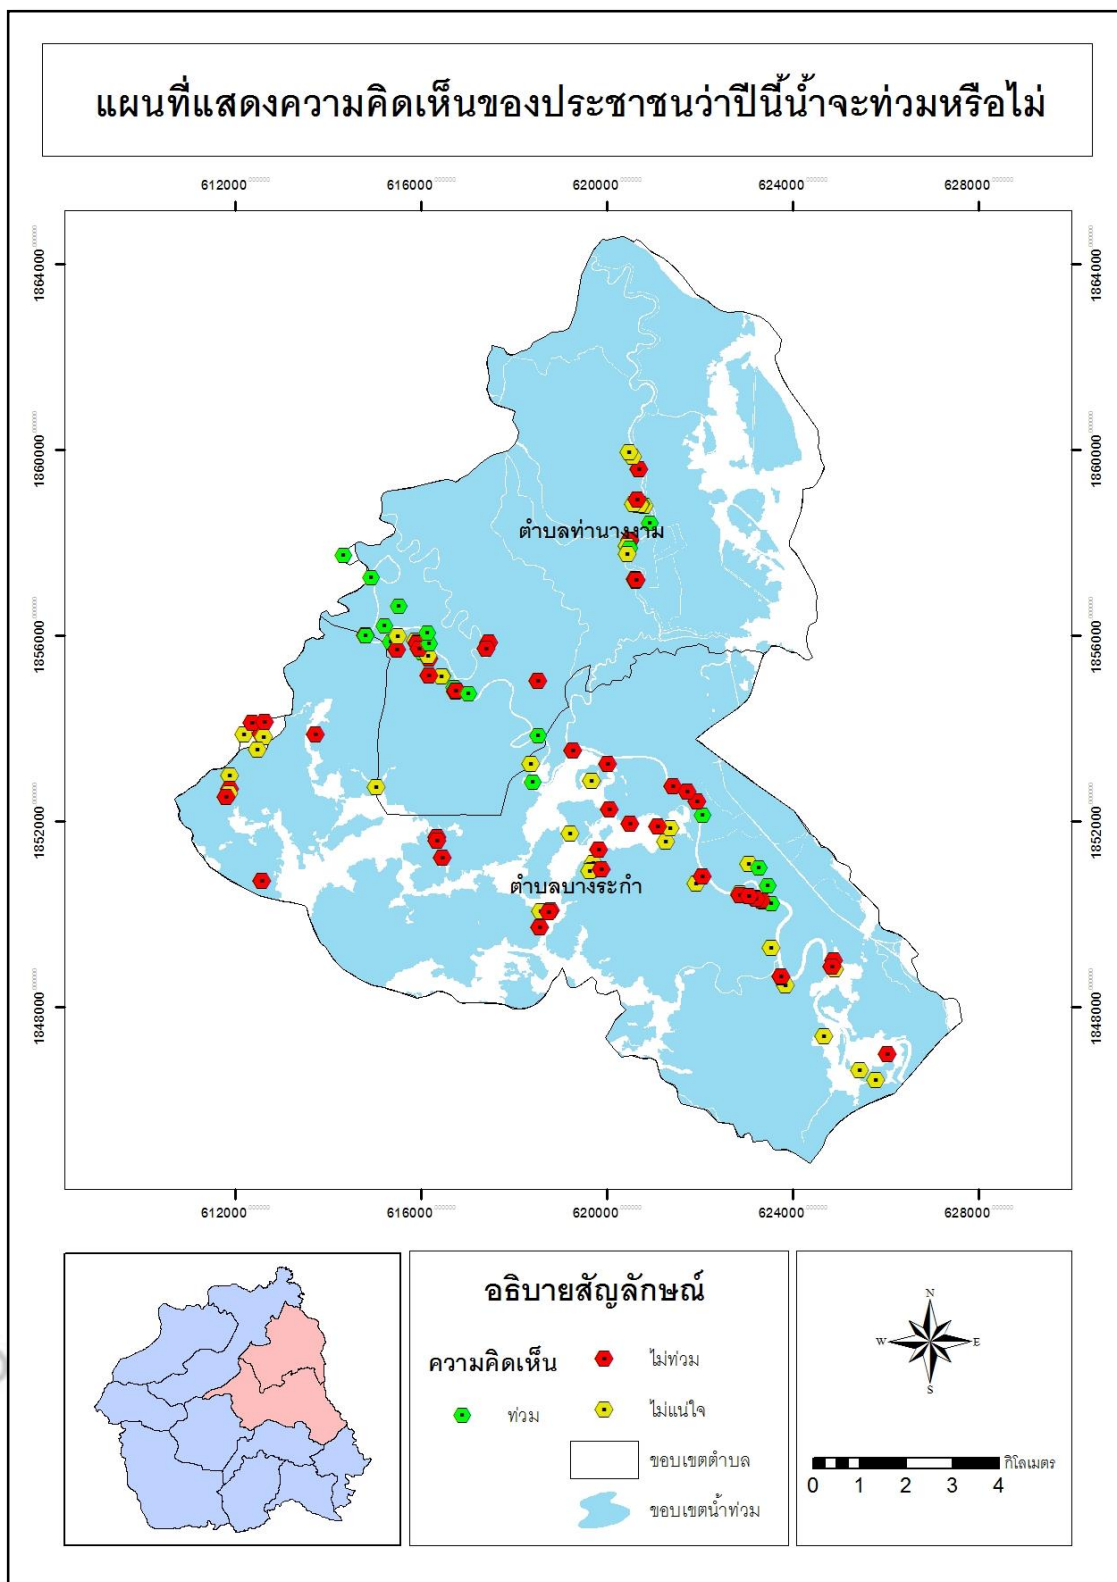 แผนที่แสดงความคิดเห็นของประชาชนว่าปีนี้น้ำจะท่วมหรือไม่
612000 616000 620000 624000 628000
1864000 1864000
1860000 1860000
ตำบลท่านางงาม
1856000 1856000
1852000 1852000
ตำบลบางระกำ
1848000 1848000
612000 616000 620000 624000 628000
อธิบายสัญลักษณ์
ความคิดเห็น
ไม่ท่วม
ท่วม
ไม่แน่ใจ
ขอบเขตตำบล
ขอบเขตน้ำท่วม
N
W E
S
กิโลเมตร
0 1 2 3 4